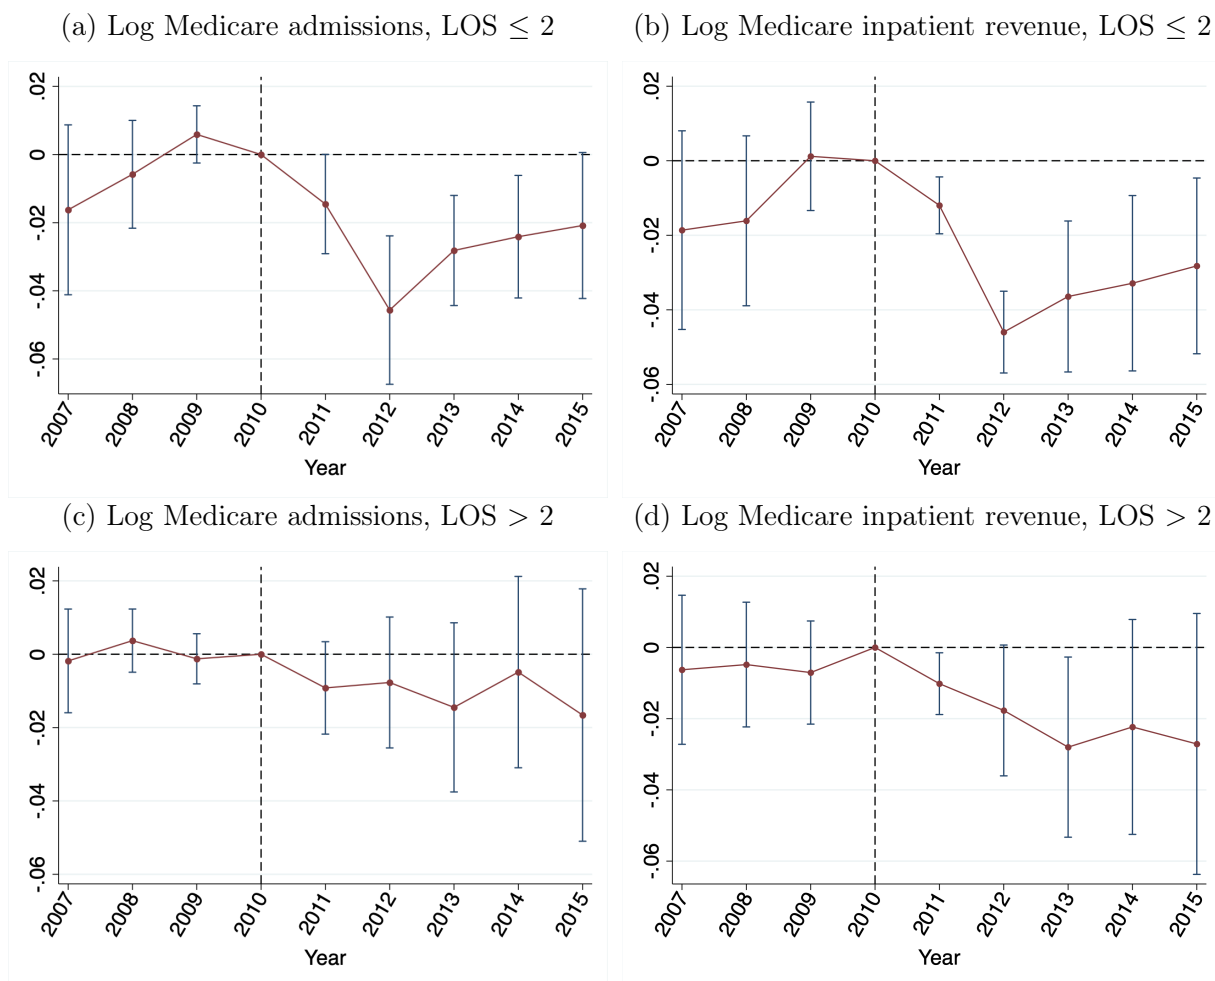 (a) Log Medicare admissions, LOS ≤ 2
.02
0
-.02
-.04
-.06
2007 2008 2009 2010 2011 2012 2013 2014 2015
Year
(b) Log Medicare inpatient revenue, LOS ≤ 2
.02
0
-.02
-.04
-.06
2007 2008 2009 2010 2011 2012 2013 2014 2015
Year
(c) Log Medicare admissions, LOS > 2
.02
0
-.02
-.04
-.06
2007 2008 2009 2010 2011 2012 2013 2014 2015
Year
(d) Log Medicare inpatient revenue, LOS > 2
.02
0
-.02
-.04
-.06
2007 2008 2009 2010 2011 2012 2013 2014 2015
Year